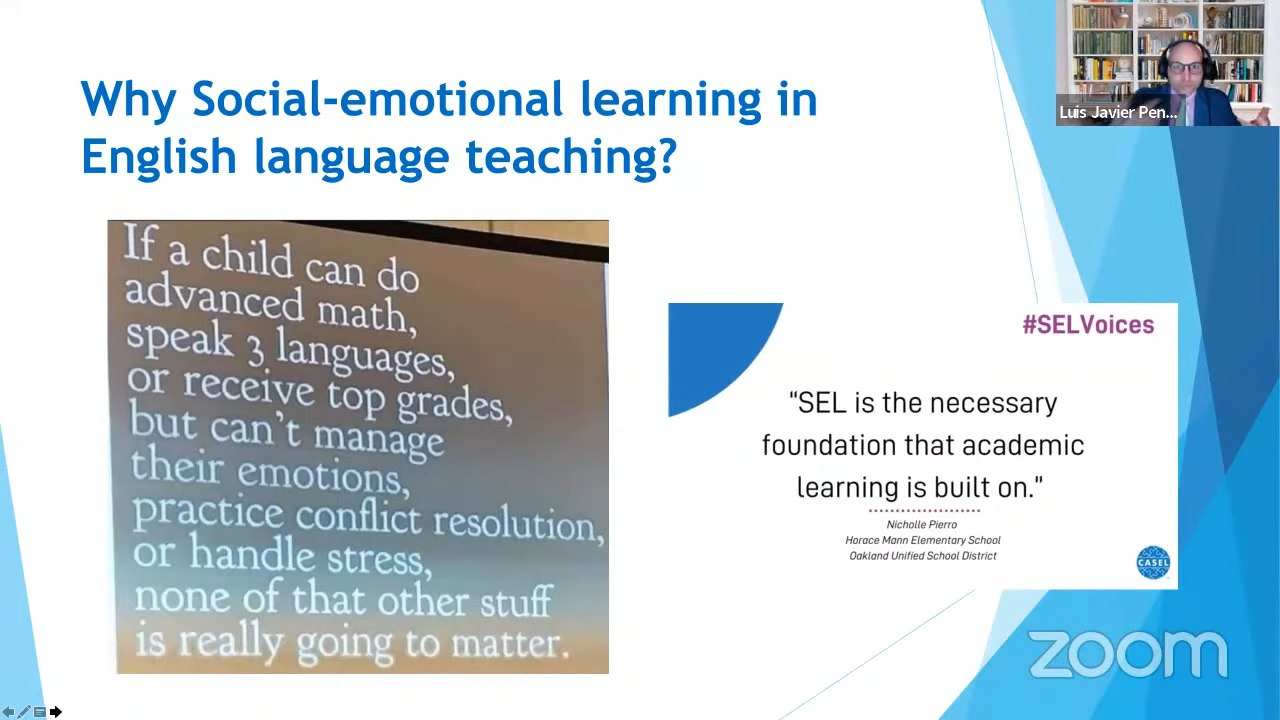 Why Social-emotional learning in
English language teaching?
Luis Javier Pen...
If a child can do
advanced math,
speak 3 languages,
or receive top grades,
but can't manage
their emotions,
practice conflict resolution,
or handle stress,
none of that other stuff
is really going to matter.
#SELVoices
“SEL is the necessary
foundation that academic
learning is built on.”
Nicholle Pierro
Horace Mann Elementary School
Oakland Unified School District
CASEL
zoom